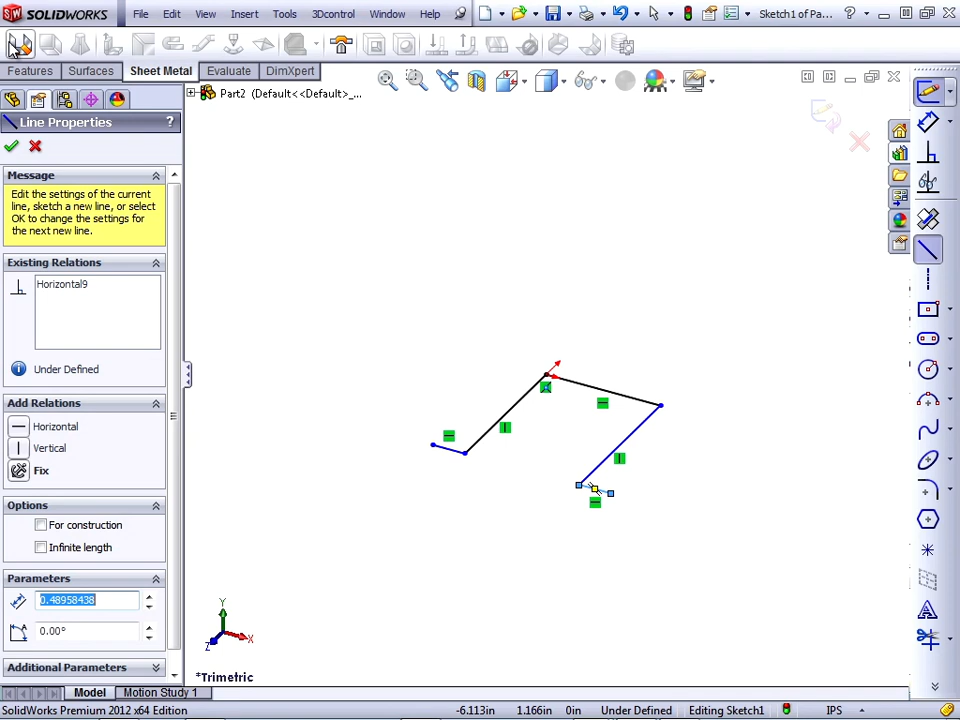 SOLIDWORKS File Edit View Insert Tools 3Dcontrol Window Help Sketch1 of Pa...
Features Surfaces Sheet Metal Evaluate DimXpert
Part2 (Default<<Default>_...
Line Properties ?
Message
Edit the settings of the current
line, sketch a new line, or select
OK to change the settings for
the next new line.
Existing Relations
Horizontal9
Under Defined
Add Relations
Horizontal
Vertical
Fix
Options
For construction
Infinite length
Parameters
0.48958438
0.00°
Additional Parameters
Y
X
Z
*Trimetric
Model Motion Study 1
SolidWorks Premium 2012 x64 Edition -6.113in 1.166in 0in Under Defined Editing Sketch1 IPS